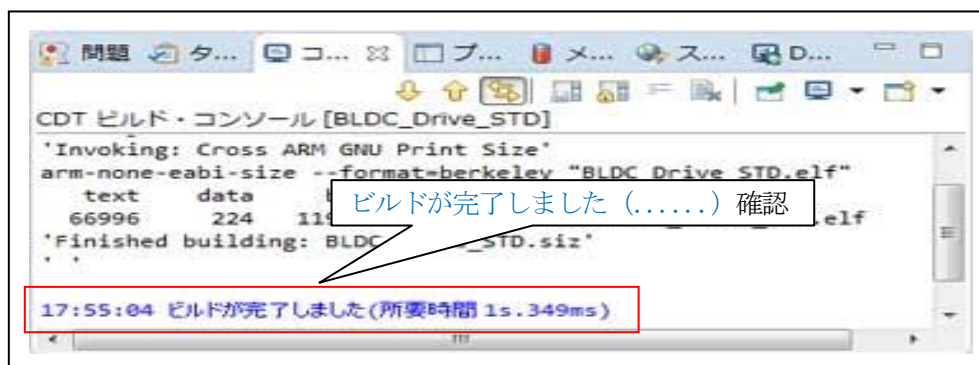 問題 タ... コ... プ... メ... ス... D...
CDT ビルド・コンソール [BLDC_Drive_STD]
'Invoking: Cross ARM GNU Print Size'
arm-none-eabi-size --format=berkeley "BLDC_Drive_STD.elf"
text data
ビルドが完了しました（......）確認
66996 224 .elf
'Finished building: BLDC STD.siz'
' '
17:55:04 ビルドが完了しました(所要時間 1s.349ms)